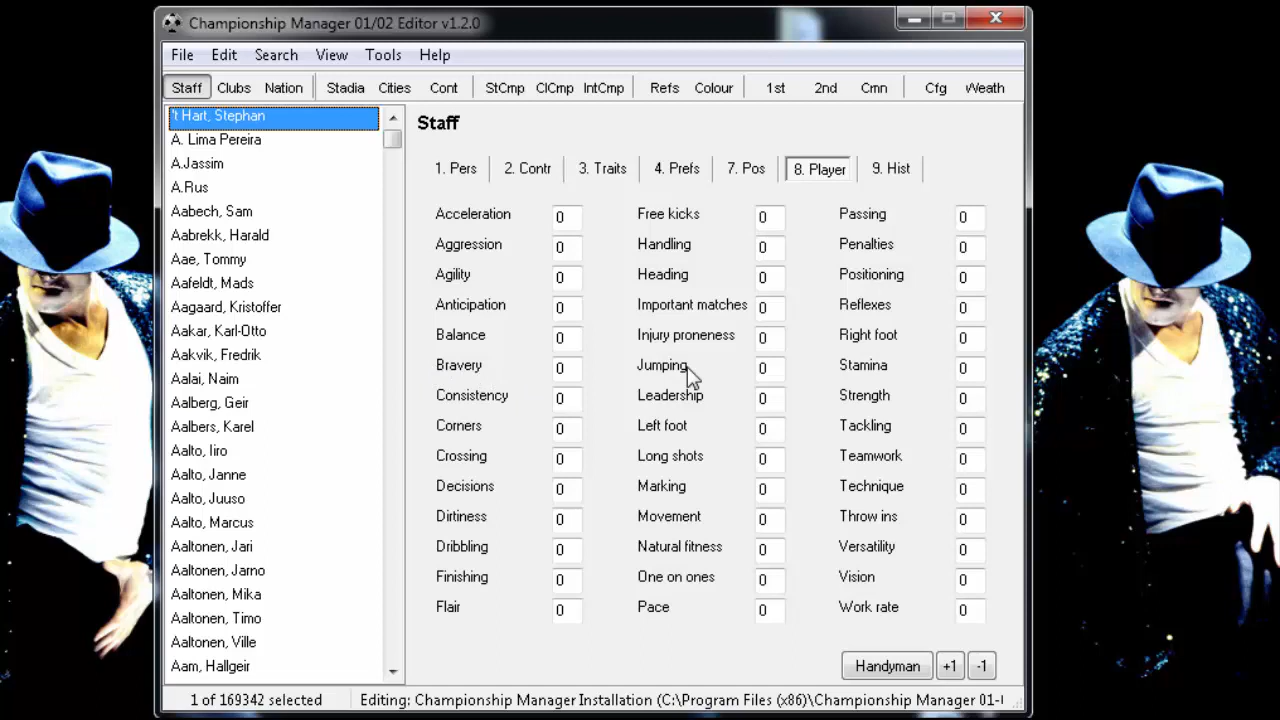 Championship Manager 01/02 Editor v1.2.0
File Edit Search View Tools Help
Staff Clubs Nation Stadia Cities Cont StCmp ClCmp IntCmp Refs Colour 1st 2nd Cmn Cfg Weath
't Hart, Stephan
A. Lima Pereira
A.Jassim
A.Rus
Aabech, Sam
Aabrekk, Harald
Aae, Tommy
Aafeldt, Mads
Aagaard, Kristoffer
Aakar, Karl-Otto
Aakvik, Fredrik
Aalai, Naim
Aalberg, Geir
Aalbers, Karel
Aalto, Iiro
Aalto, Janne
Aalto, Juuso
Aalto, Marcus
Aaltonen, Jari
Aaltonen, Jarno
Aaltonen, Mika
Aaltonen, Timo
Aaltonen, Ville
Aam, Hallgeir
Staff
1. Pers 2. Contr 3. Traits 4. Prefs 7. Pos 8. Player 9. Hist
Acceleration 0 Free kicks 0 Passing 0
Aggression 0 Handling 0 Penalties 0
Agility 0 Heading 0 Positioning 0
Anticipation 0 Important matches 0 Reflexes 0
Balance 0 Injury proneness 0 Right foot 0
Bravery 0 Jumping 0 Stamina 0
Consistency 0 Leadership 0 Strength 0
Corners 0 Left foot 0 Tackling 0
Crossing 0 Long shots 0 Teamwork 0
Decisions 0 Marking 0 Technique 0
Dirtiness 0 Movement 0 Throw ins 0
Dribbling 0 Natural fitness 0 Versatility 0
Finishing 0 One on ones 0 Vision 0
Flair 0 Pace 0 Work rate 0
Handyman +1 -1
1 of 169342 selected Editing: Championship Manager Installation (C:\Program Files (x86)\Championship Manager 01-